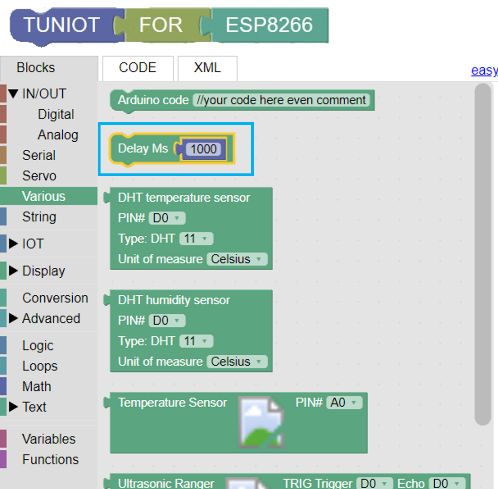 TUNIOT FOR ESP8266
Blocks CODE XML easy
IN/OUT
Digital
Analog
Serial
Servo
Various
String
IOT
Display
Conversion
Advanced
Logic
Loops
Math
Text
Variables
Functions
Arduino code //your code here even comment
Delay Ms 1000
DHT temperature sensor
PIN# D0
Type: DHT 11
Unit of measure Celsius
DHT humidity sensor
PIN# D0
Type: DHT 11
Unit of measure Celsius
Temperature Sensor PIN# A0
Ultrasonic Ranger TRIG Trigger D0 Echo D0